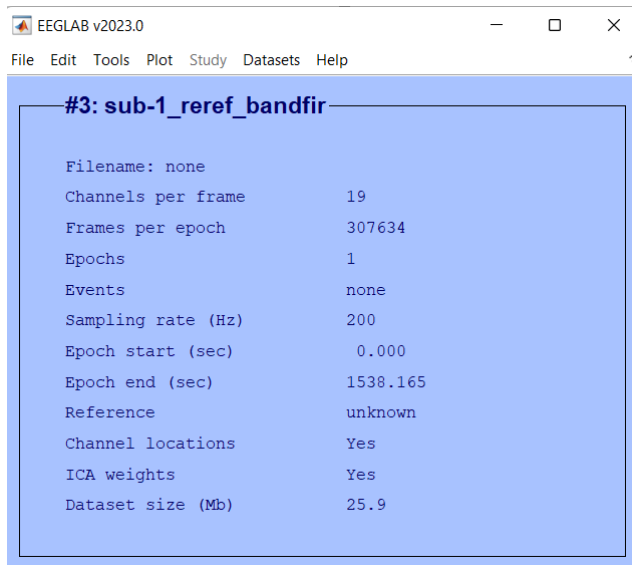 EEGLAB v2023.0
File Edit Tools Plot Study Datasets Help
#3: sub-1_reref_bandfir
Filename: none
Channels per frame 19
Frames per epoch 307634
Epochs 1
Events none
Sampling rate (Hz) 200
Epoch start (sec) 0.000
Epoch end (sec) 1538.165
Reference unknown
Channel locations Yes
ICA weights Yes
Dataset size (Mb) 25.9